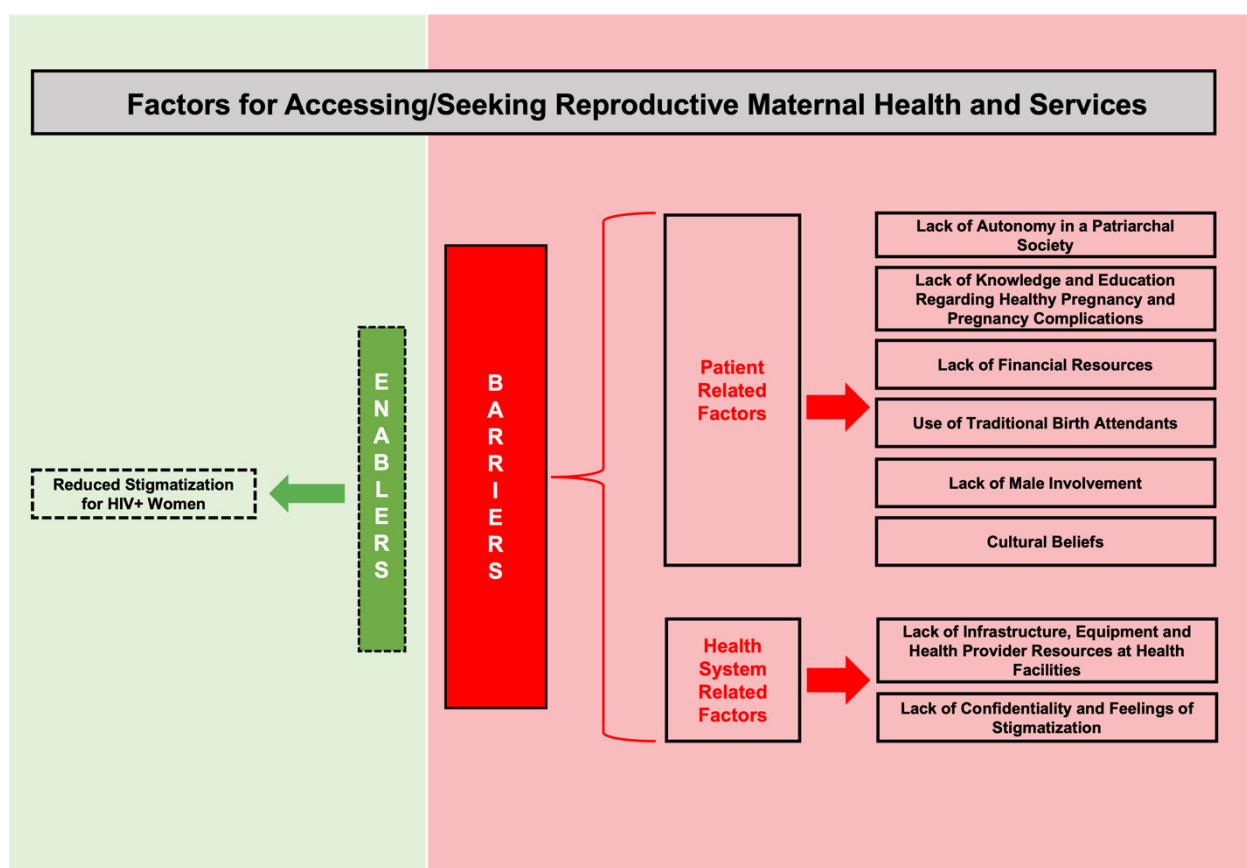 Factors for Accessing/Seeking Reproductive Maternal Health and Services
Reduced Stigmatization
for HIV+ Women
ENABLERS
BARRIERS
Patient
Related
Factors
Lack of Autonomy in a Patriarchal
Society
Lack of Knowledge and Education
Regarding Healthy Pregnancy and
Pregnancy Complications
Lack of Financial Resources
Use of Traditional Birth Attendants
Lack of Male Involvement
Cultural Beliefs
Health
System
Related
Factors
Lack of Infrastructure, Equipment and
Health Provider Resources at Health
Facilities
Lack of Confidentiality and Feelings of
Stigmatization